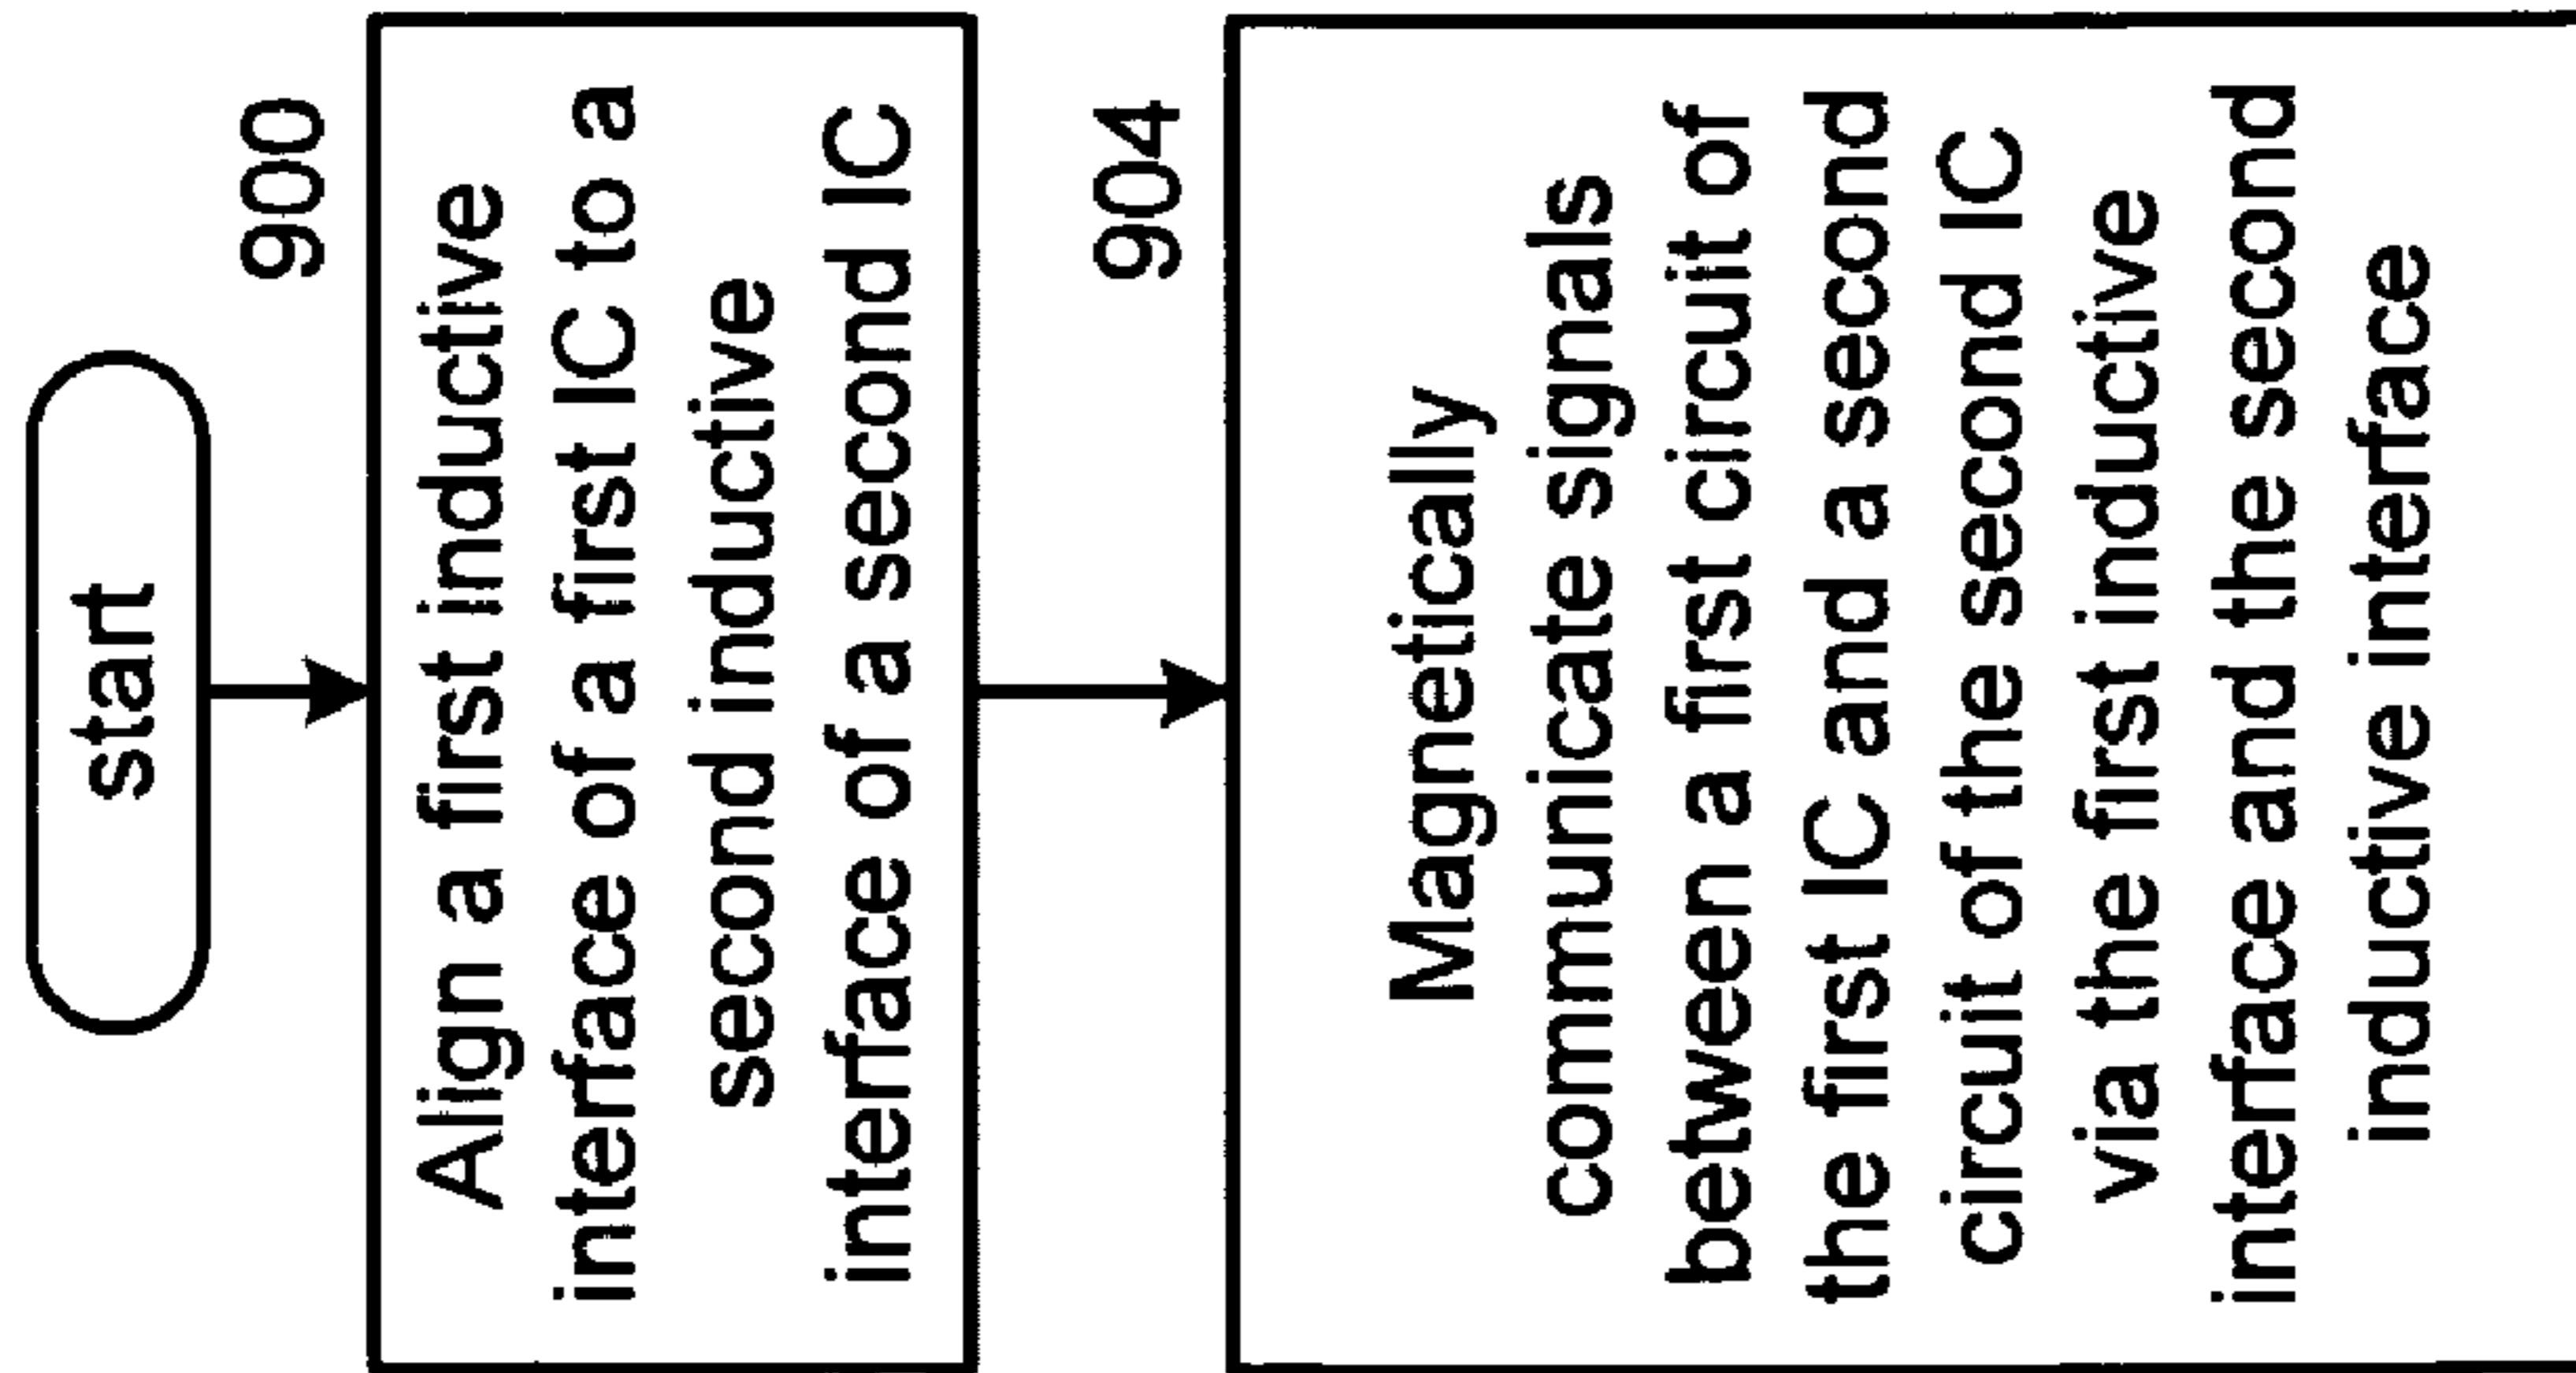 start
900
Align a first inductive
interface of a first IC to a
second inductive
interface of a second IC
904
Magnetically
communicate signals
between a first circuit of
the first IC and a second
circuit of the second IC
via the first inductive
interface and the second
inductive interface